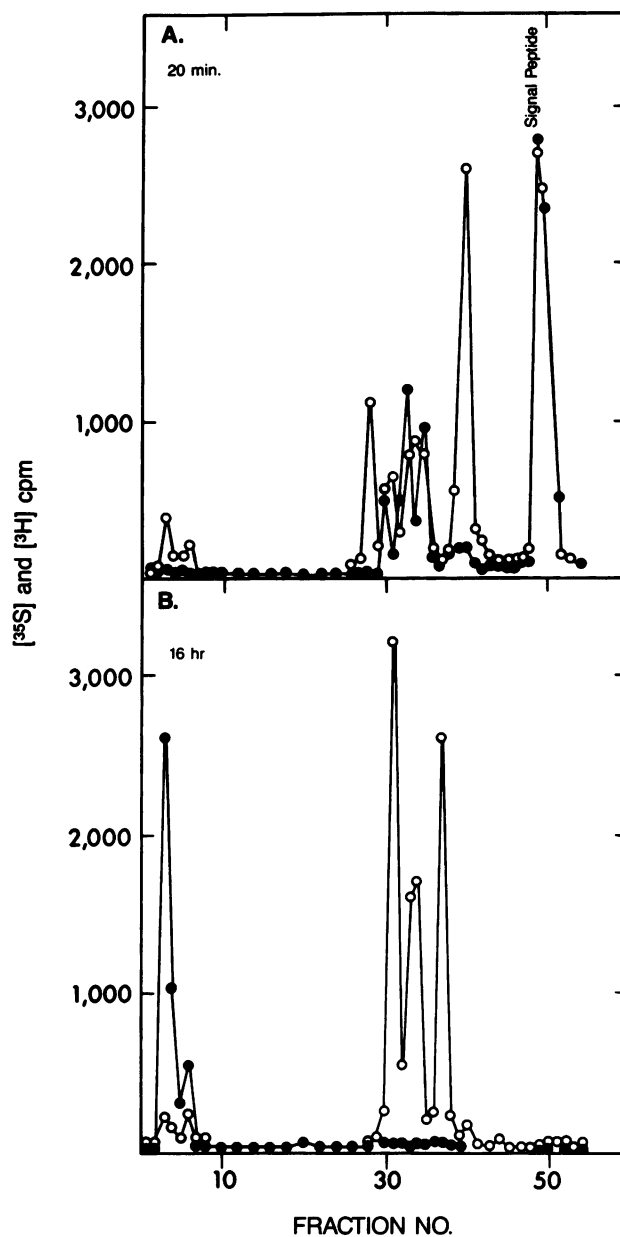 A.
20 min.
Signal Peptide
3,000
2,000
1,000
[35S] and [3H] cpm
B.
16 hr
3,000
2,000
1,000
10 30 50
FRACTION NO.